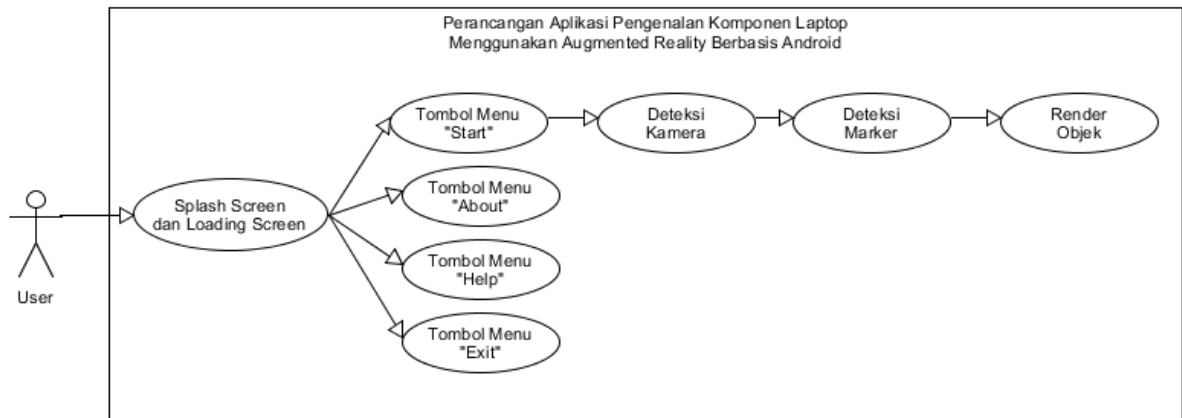 Perancangan Aplikasi Pengenalan Komponen Laptop
Menggunakan Augmented Reality Berbasis Android
Tombol Menu
"Start"
Deteksi
Kamera
Deteksi
Marker
Render
Objek
Tombol Menu
"About"
Splash Screen
dan Loading Screen
Tombol Menu
"Help"
User
Tombol Menu
"Exit"